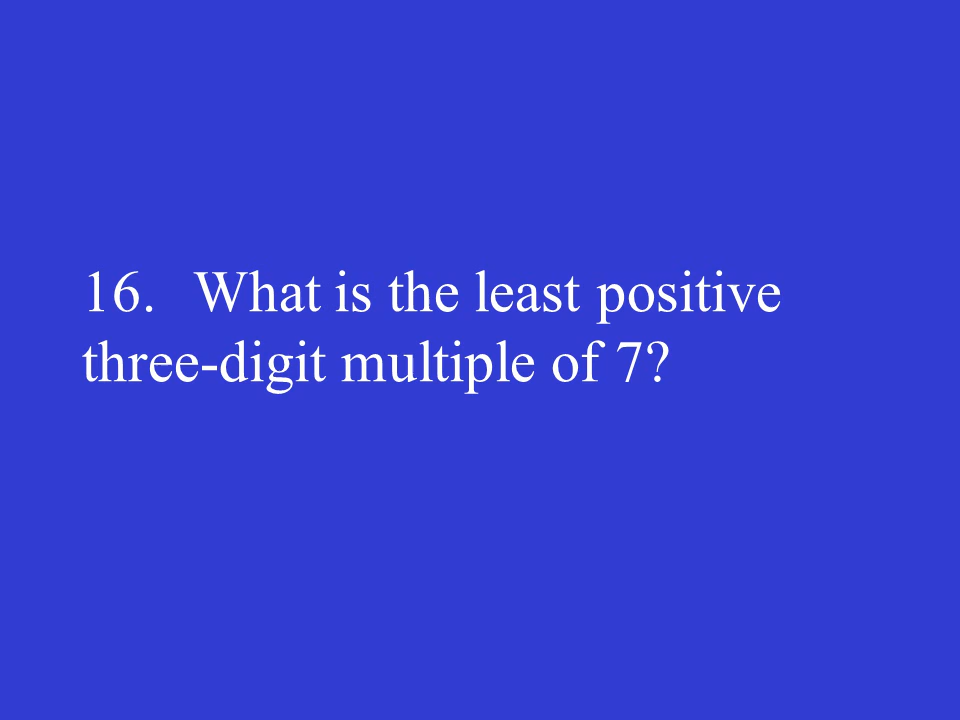 16. What is the least positive
three-digit multiple of 7?